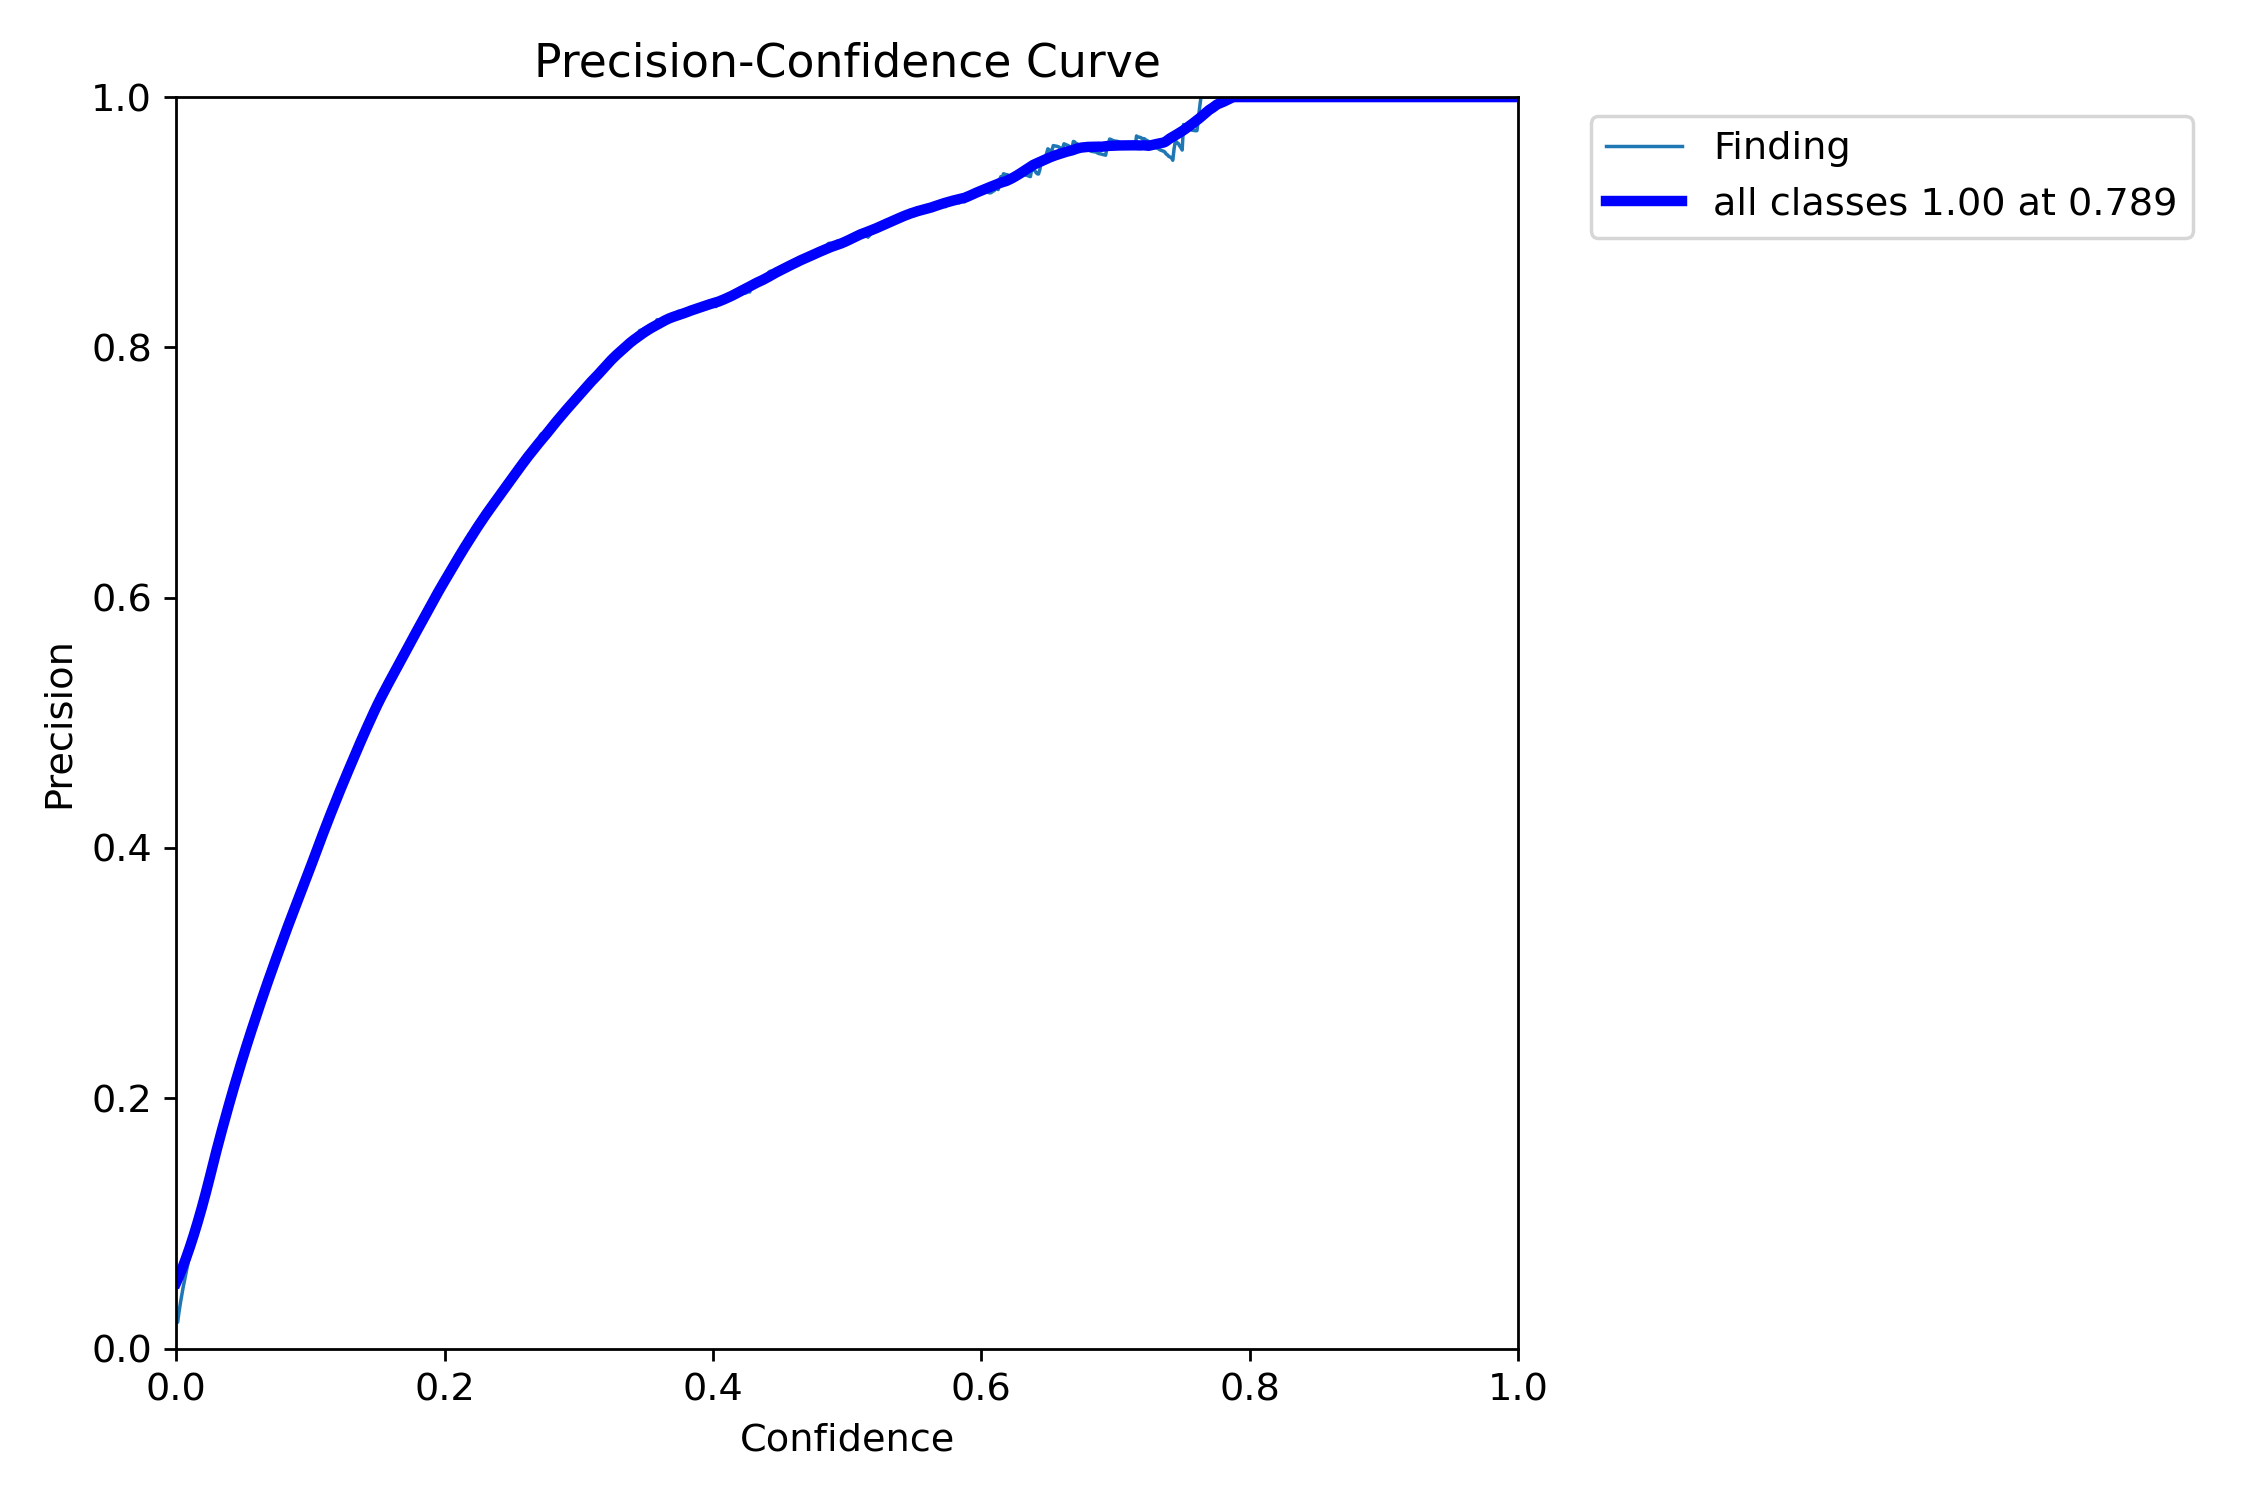 Precision-Confidence Curve
1.0
0.8
0.6
0.4
0.2
0.0
Precision
0.0 0.2 0.4 0.6 0.8 1.0
Confidence
Finding
all classes 1.00 at 0.789